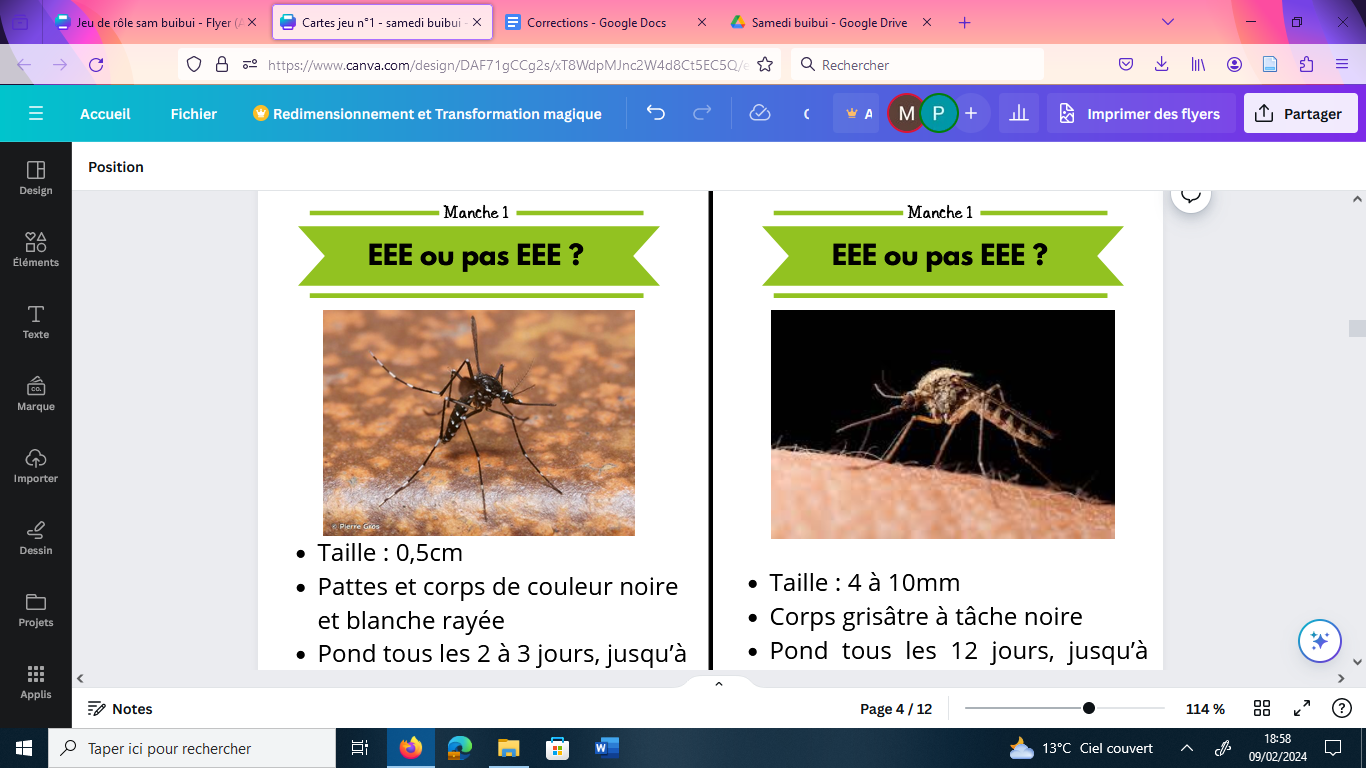 Jeu de rôle sam buibui - Flyer (A
Cartes jeu n°1 - samedi buibui -
Corrections - Google Docs
Samedi buibui - Google Drive
https://www.canva.com/design/DAF71gCCg2s/xT8WdpMJnc2W4d8Ct5EC5Q/e
Rechercher
Accueil
Fichier
Redimensionnement et Transformation magique
A
M
P
Imprimer des flyers
Partager
Position
Design
Éléments
Texte
Marque
Importer
Dessin
Projets
Applis
Manche 1
EEE ou pas EEE ?
© Pierre Gros
Taille : 0,5cm
Pattes et corps de couleur noire
et blanche rayée
Pond tous les 2 à 3 jours, jusqu’à
Manche 1
EEE ou pas EEE ?
Taille : 4 à 10mm
Corps grisâtre à tâche noire
Pond tous les 12 jours, jusqu’à
Notes
Page 4 / 12
114 %
Taper ici pour rechercher
13°C Ciel couvert
18:58
09/02/2024